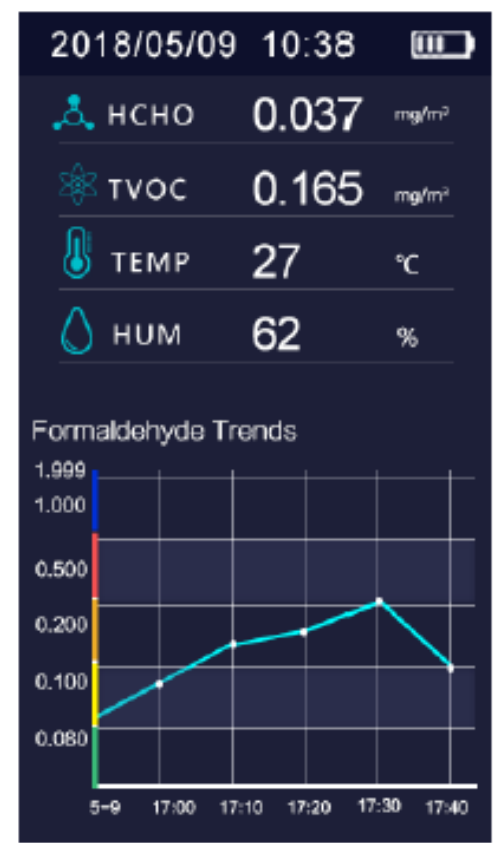 2018/05/09 10:38
HCHO 0.037 mg/m³
TVOC 0.165 mg/m³
TEMP 27 °C
HUM 62 %
Formaldehyde Trends
1.999
1.000
0.500
0.200
0.100
0.080
5-9 17:00 17:10 17:20 17:30 17:40